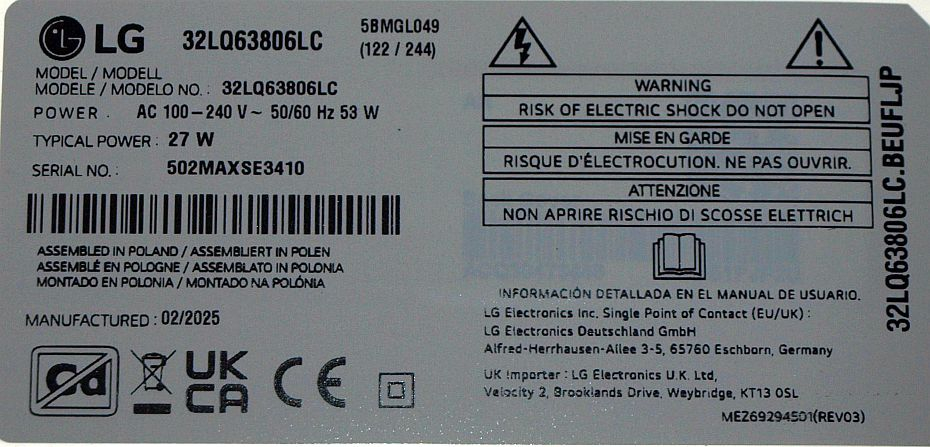 LG 32LQ63806LC 5BMGL049
(122 / 244)
MODEL / MODELL
MODÈLE / MODELO NO. : 32LQ63806LC
POWER . AC 100-240 V~ 50/60 Hz 53 W
TYPICAL POWER : 27 W
SERIAL NO. : 502MAXSE3410
ASSEMBLED IN POLAND / ASSEMBLIERT IN POLEN
ASSEMBLÉ EN POLOGNE / ASSEMBLATO IN POLONIA
MONTADO EN POLONIA / MONTADO NA POLÓNIA
MANUFACTURED : 02/2025
Cd
UK
CA
CE
WARNING
RISK OF ELECTRIC SHOCK DO NOT OPEN
MISE EN GARDE
RISQUE D'ÉLECTROCUTION. NE PAS OUVRIR.
ATTENZIONE
NON APRIRE RISCHIO DI SCOSSE ELETTRICH
INFORMACIÓN DETALLADA EN EL MANUAL DE USUARIO.
LG Electronics Inc. Single Point of Contact (EU/UK) :
LG Electronics Deutschland GmbH
Alfred-Herrhausen-Allee 3-5, 65760 Eschborn, Germany
UK Importer : LG Electronics U.K. Ltd,
Velocity 2, Brooklands Drive, Weybridge, KT13 0SL
MEZ69294501(REV03)
32LQ63806LC.BEUFLJP